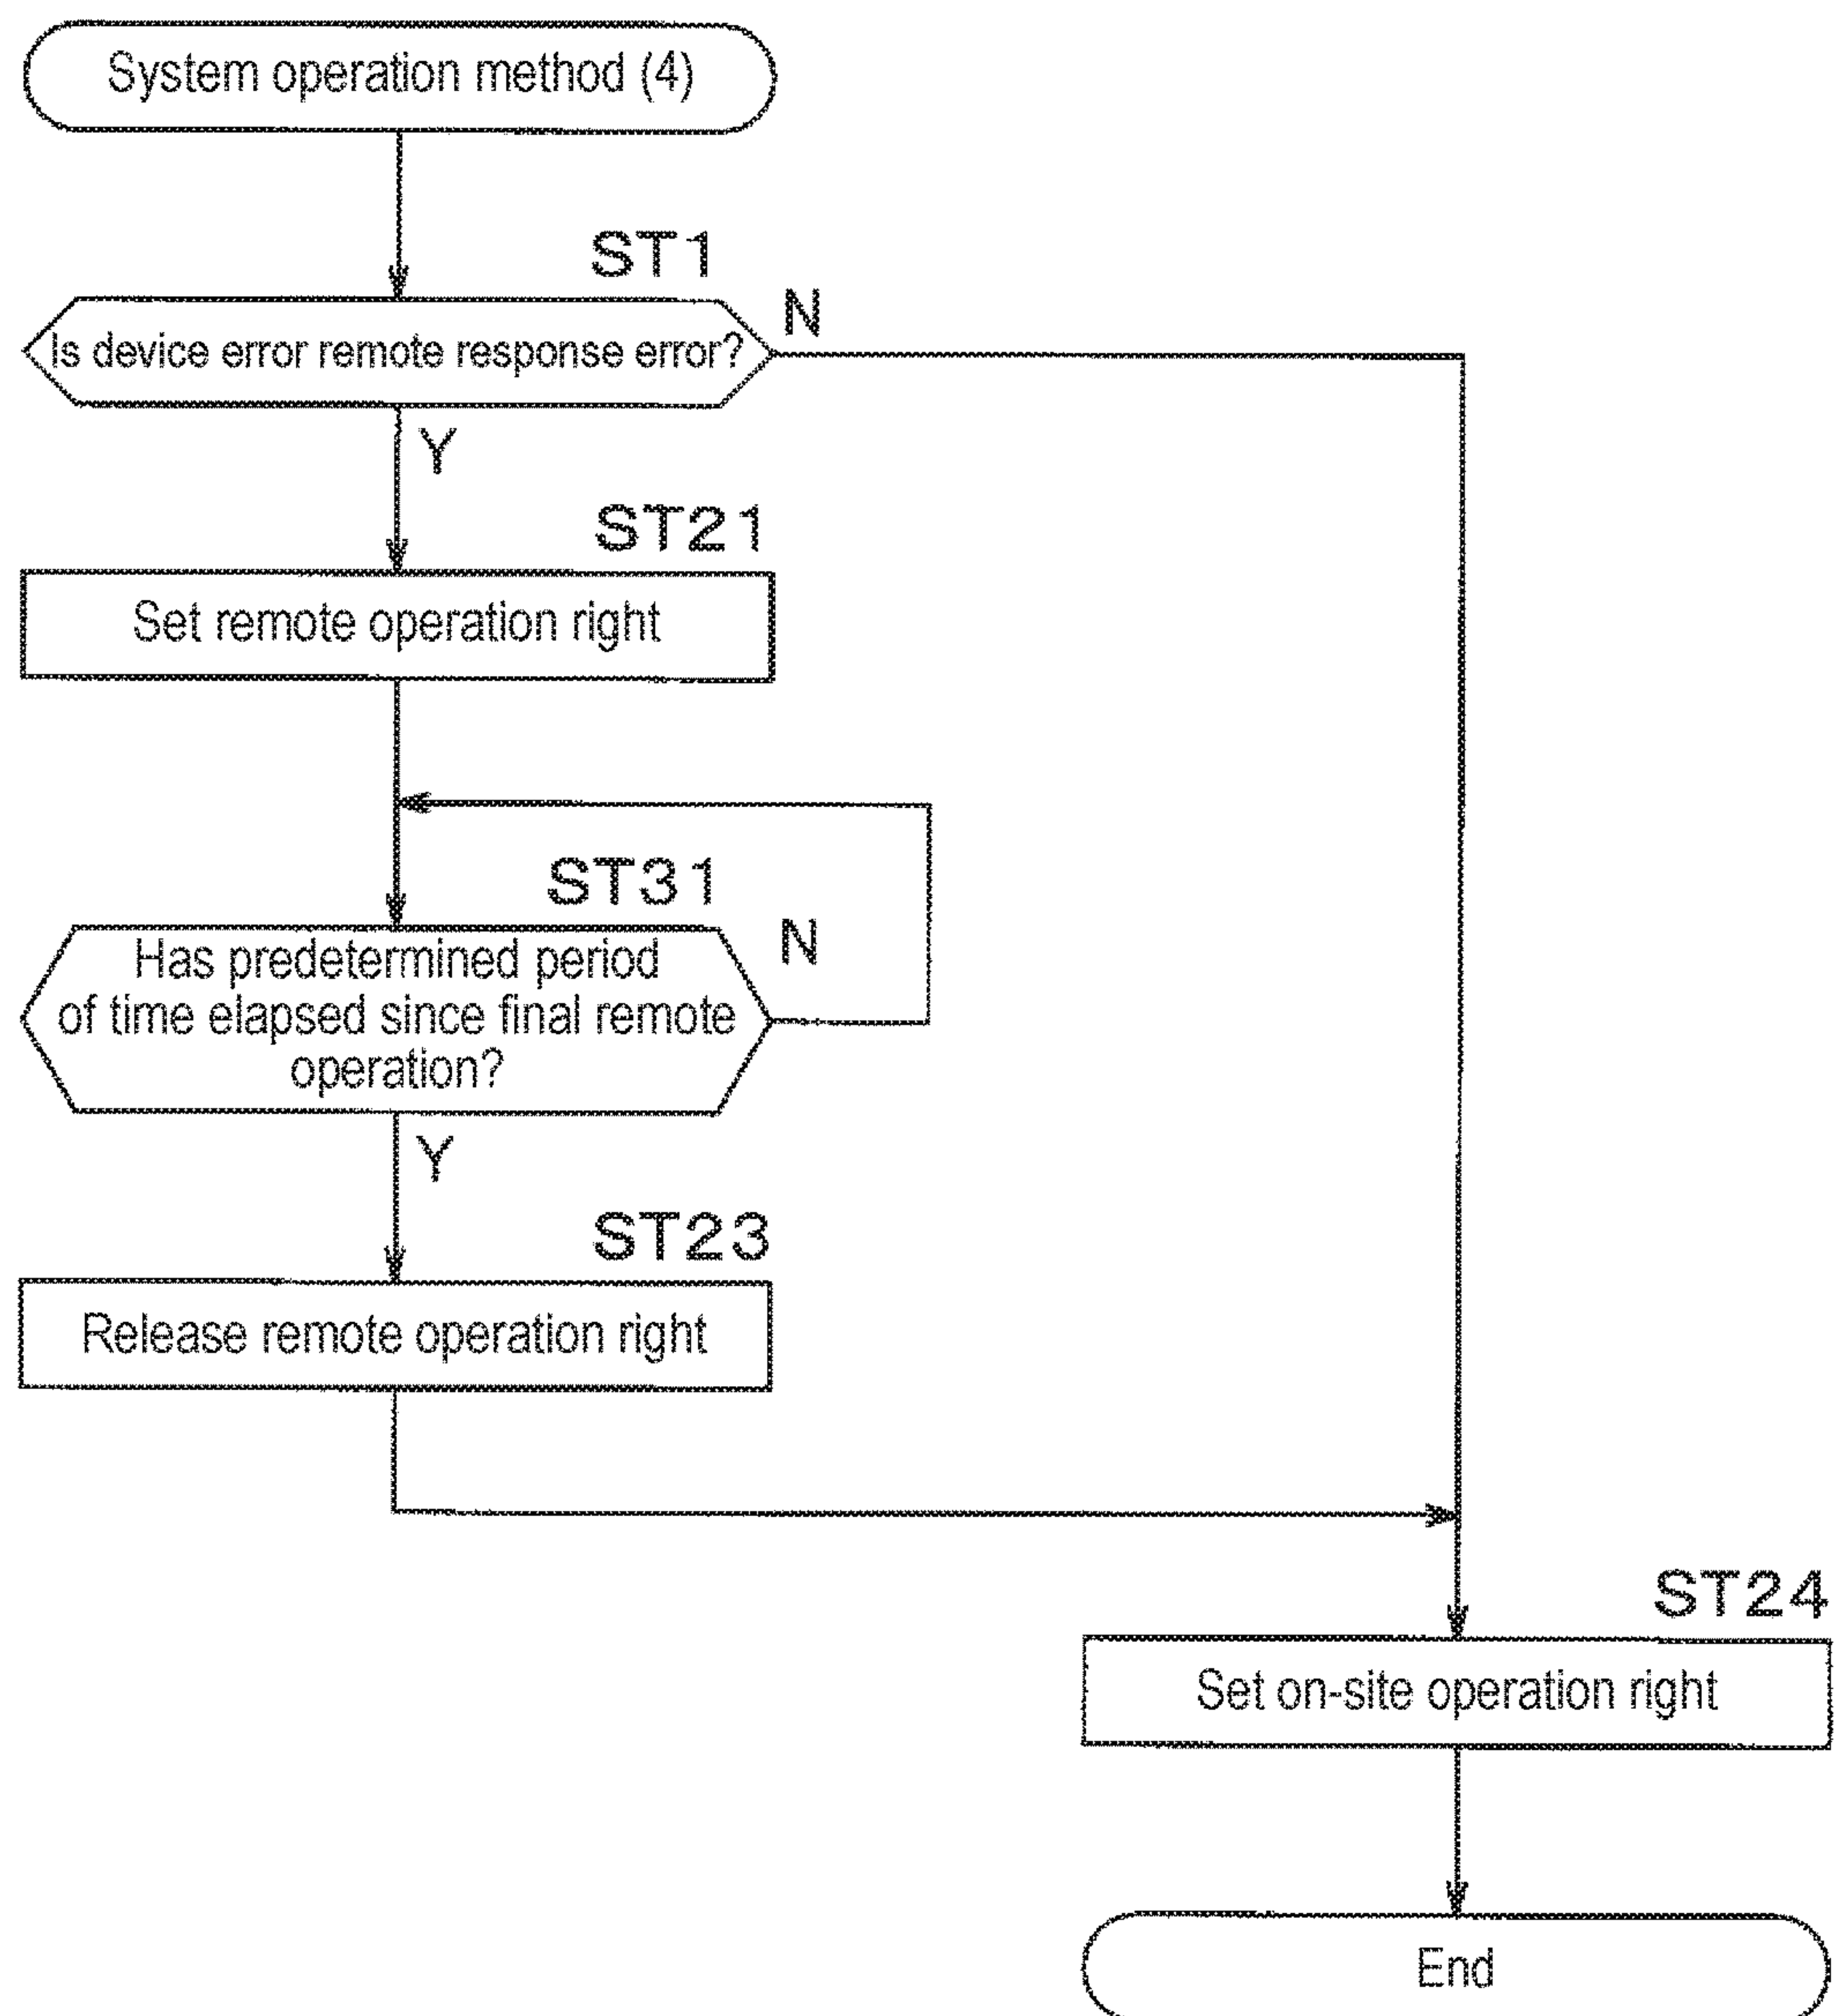 System operation method (4)
ST1
Is device error remote response error?
N
Y
ST21
Set remote operation right
ST31
Has predetermined period
of time elapsed since final remote
operation?
N
Y
ST23
Release remote operation right
ST24
Set on-site operation right
End